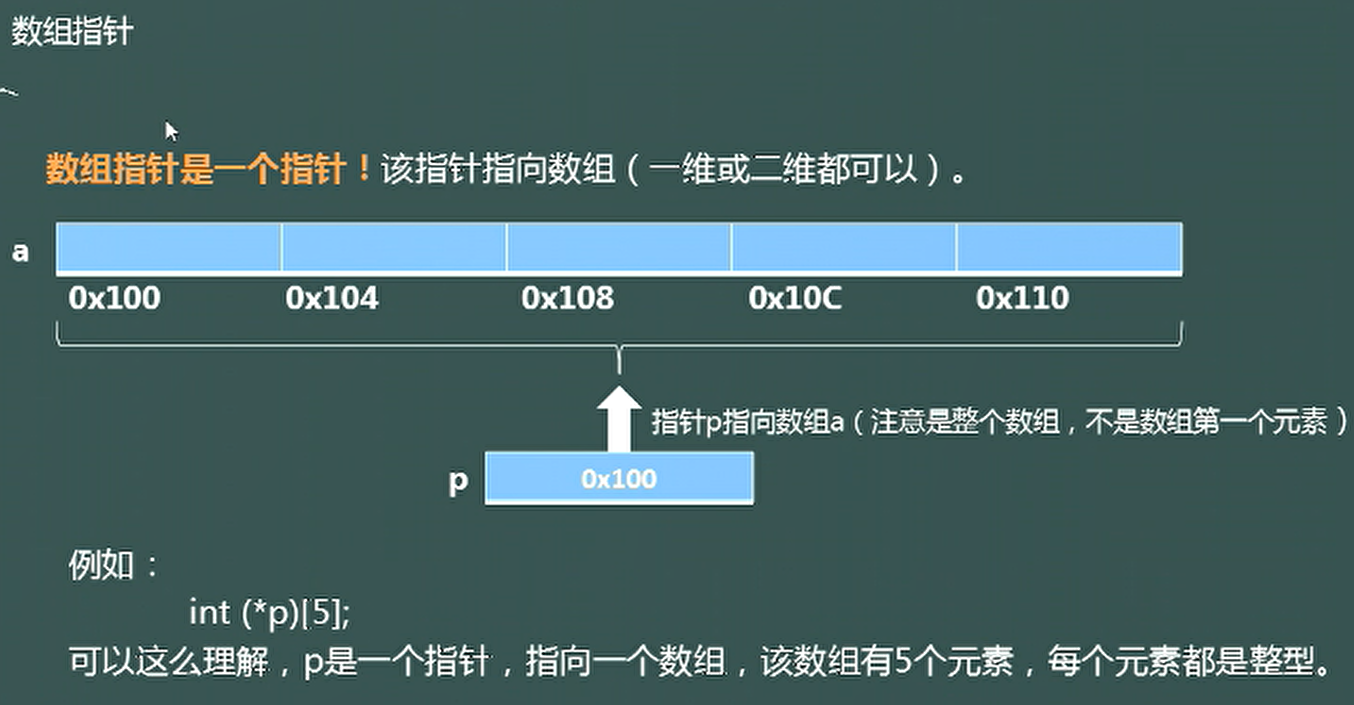 数组指针
数组指针是一个指针！该指针指向数组（一维或二维都可以）。
a
0x100 0x104 0x108 0x10C 0x110
指针p指向数组a（注意是整个数组，不是数组第一个元素）
p 0x100
例如：
int (*p)[5];
可以这么理解，p是一个指针，指向一个数组，该数组有5个元素，每个元素都是整型。